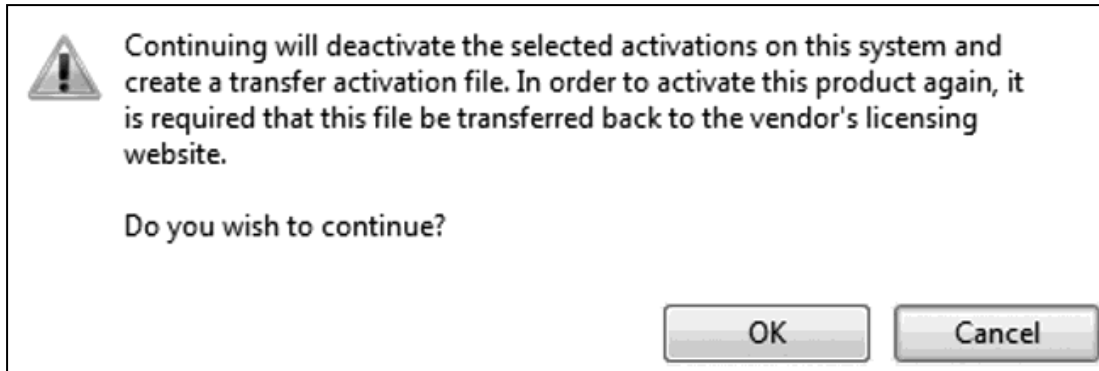 Continuing will deactivate the selected activations on this system and
create a transfer activation file. In order to activate this product again, it
is required that this file be transferred back to the vendor's licensing
website.
Do you wish to continue?
OK
Cancel